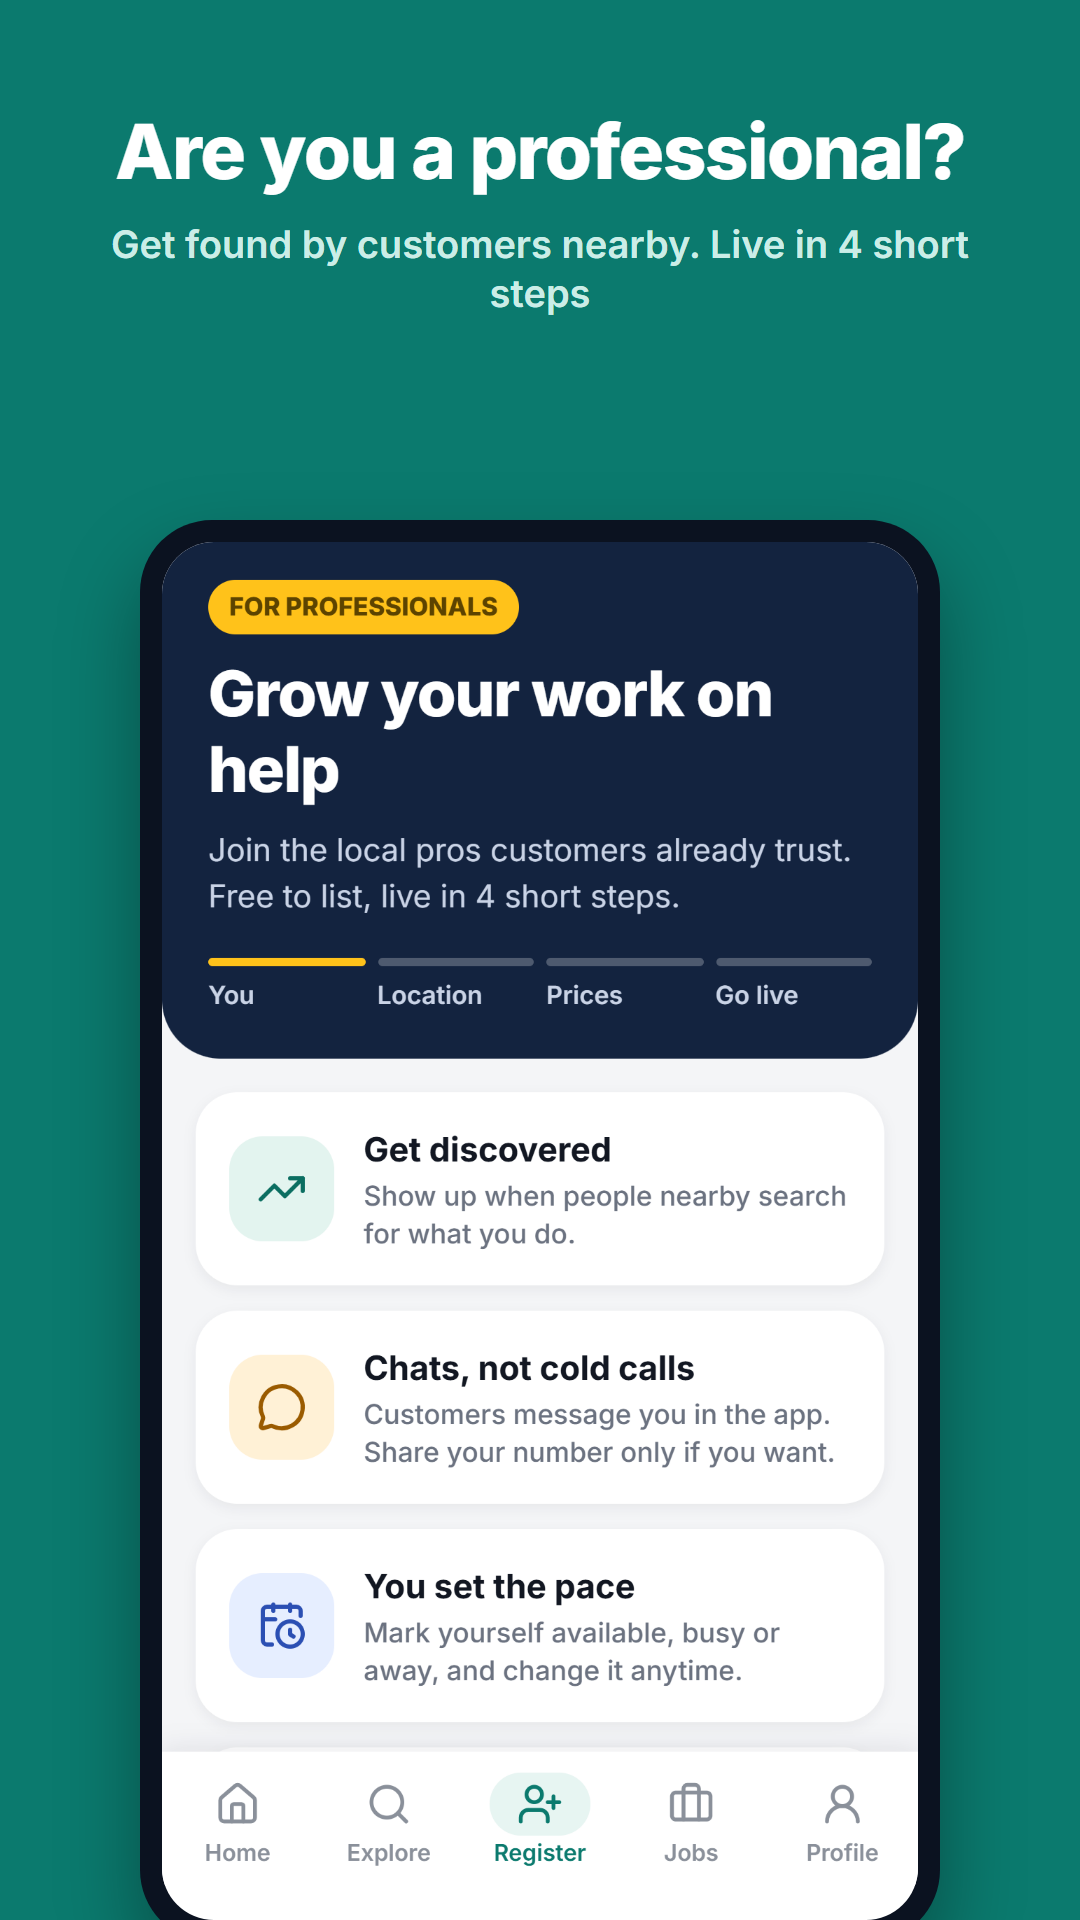 Are you a professional?
Get found by customers nearby. Live in 4 short
steps
FOR PROFESSIONALS
Grow your work on
help
Join the local pros customers already trust.
Free to list, live in 4 short steps.
You
Location
Prices
Go live
Get discovered
Show up when people nearby search
for what you do.
Chats, not cold calls
Customers message you in the app.
Share your number only if you want.
You set the pace
Mark yourself available, busy or
away, and change it anytime.
Home
Explore
Register
Jobs
Profile